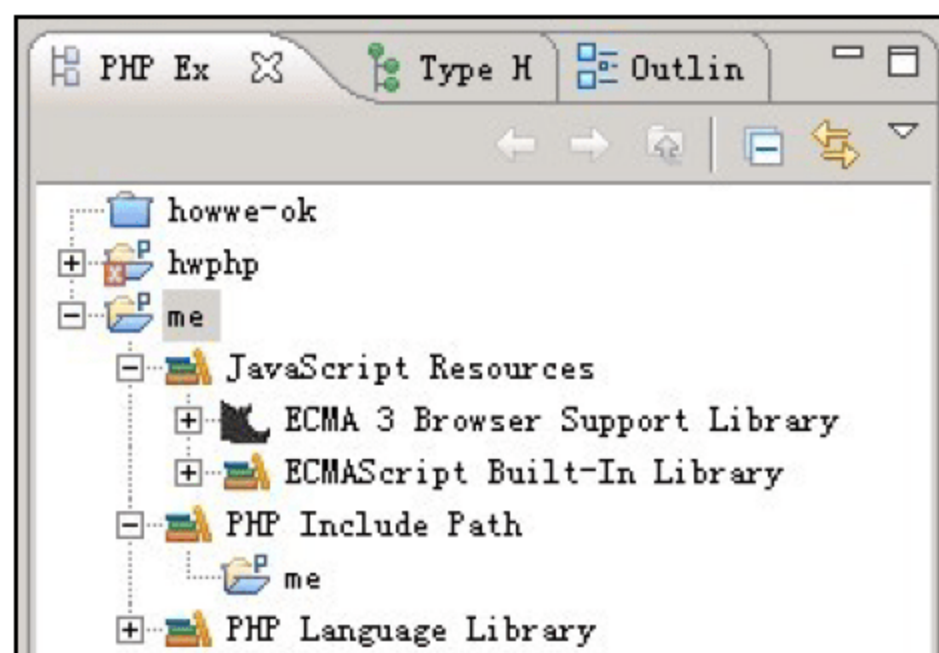 PHP Ex Type H Outlin
howwe-ok
hwphp
me
JavaScript Resources
ECMA 3 Browser Support Library
ECMAScript Built-In Library
PHP Include Path
me
PHP Language Library